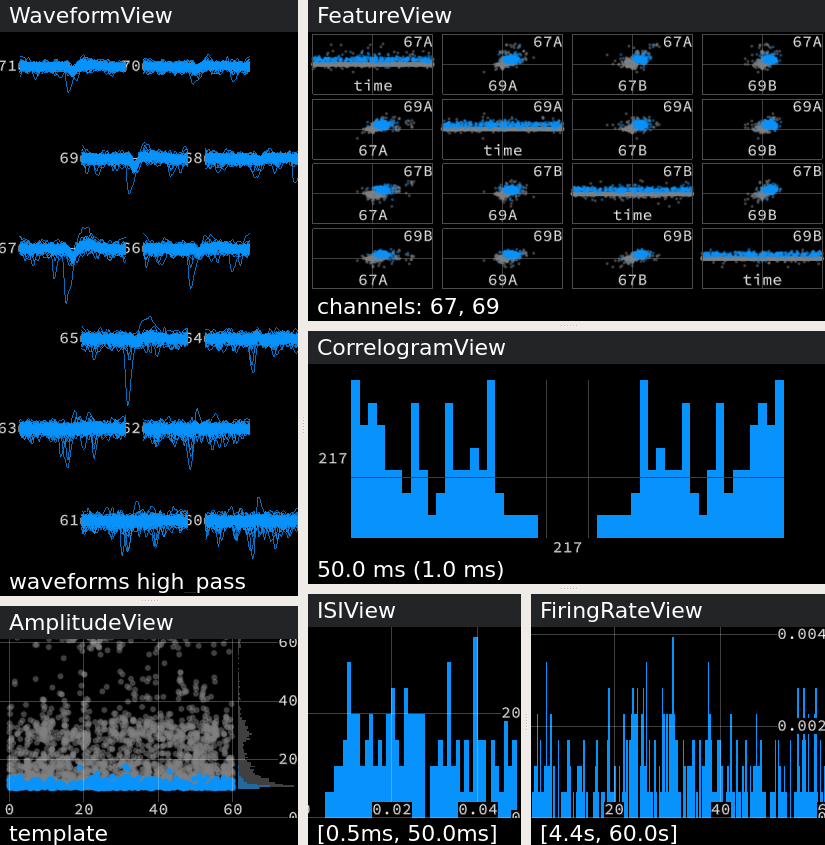 WaveformView
71 70
69 68
67 66
65 64
63 62
61 60
waveforms high_pass
FeatureView
67A 67A 67A 67A
time 69A 67B 69B
69A 69A 69A 69A
67A time 67B 69B
67B 67B 67B 67B
67A 69A time 69B
69B 69B 69B 69B
67A 69A 67B time
channels: 67, 69
CorrelogramView
217
217
50.0 ms (1.0 ms)
AmplitudeView
60
40
20
0
0 20 40 60
template
ISIView
20
0.02 0.04
[0.5ms, 50.0ms]
FiringRateView
0.004
0.002
20 40
[4.4s, 60.0s]